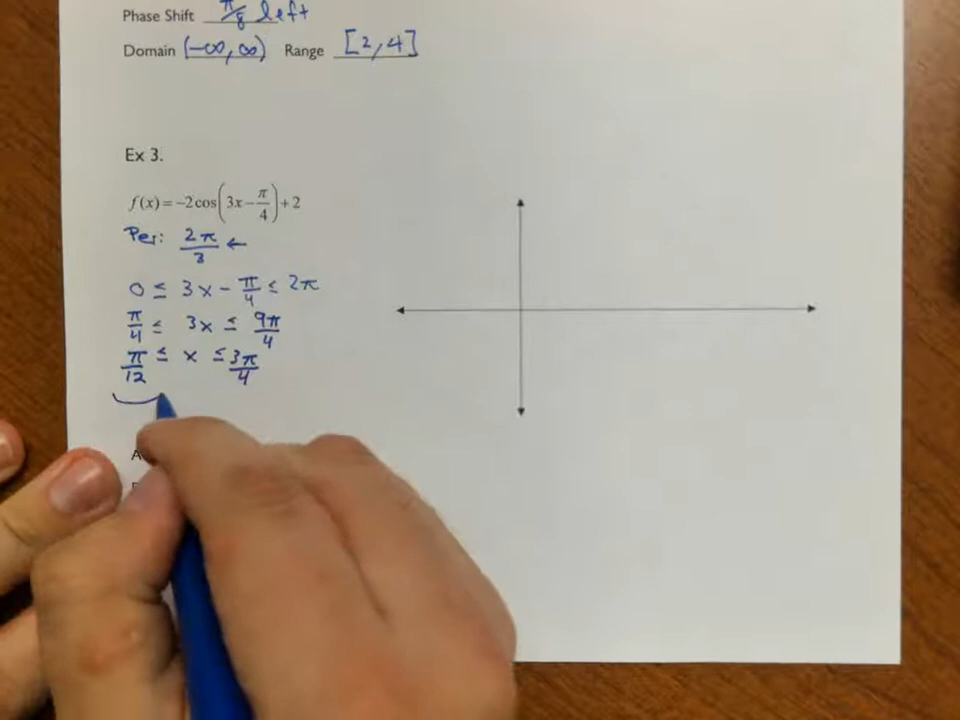 Phase Shift π/8 left
Domain (-∞, ∞) Range [2, 4]
Ex 3.
f(x) = -2cos(3x - π/4) + 2
Per: 2π/3 ←
0 ≤ 3x - π/4 ≤ 2π
π/4 ≤ 3x ≤ 9π/4
π/12 ≤ x ≤ 3π/4